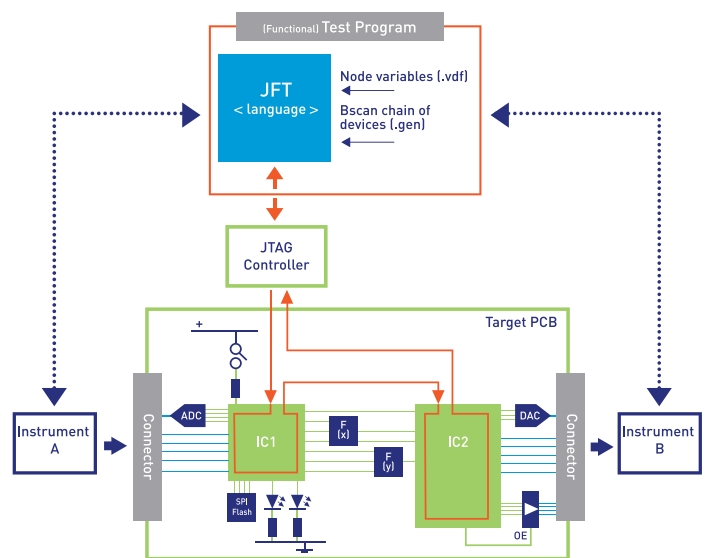 (Functional) Test Program
JFT
< language >
Node variables (.vdf)
Bscan chain of
devices (.gen)
JTAG
Controller
Target PCB
+
ADC
DAC
Connector
Connector
Instrument
A
Instrument
B
IC1
F
(x)
F
(y)
IC2
SPI
Flash
OE